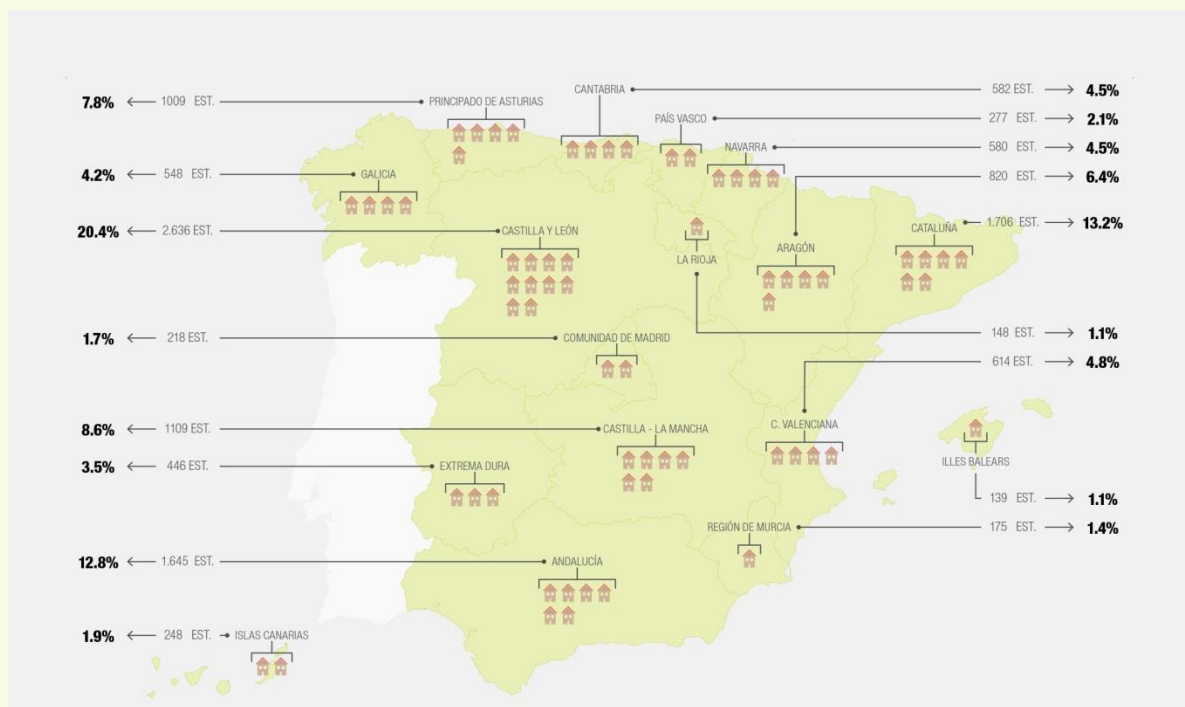 CANTABRIA
582 EST.
4.5%
7.8%
1009 EST.
PRINCIPADO DE ASTURIAS
PAÍS VASCO
277 EST.
2.1%
NAVARRA
580 EST.
4.5%
4.2%
548 EST.
GALICIA
820 EST.
6.4%
20.4%
2.636 EST.
CASTILLA Y LEÓN
CATALUÑA
1.706 EST.
13.2%
ARAGÓN
LA RIOJA
148 EST.
1.1%
1.7%
218 EST.
COMUNIDAD DE MADRID
614 EST.
4.8%
8.6%
1109 EST.
CASTILLA - LA MANCHA
C. VALENCIANA
3.5%
446 EST.
EXTREMA DURA
ILLES BALEARS
139 EST.
1.1%
REGIÓN DE MURCIA
175 EST.
1.4%
12.8%
1.645 EST.
ANDALUCÍA
1.9%
248 EST.
ISLAS CANARIAS